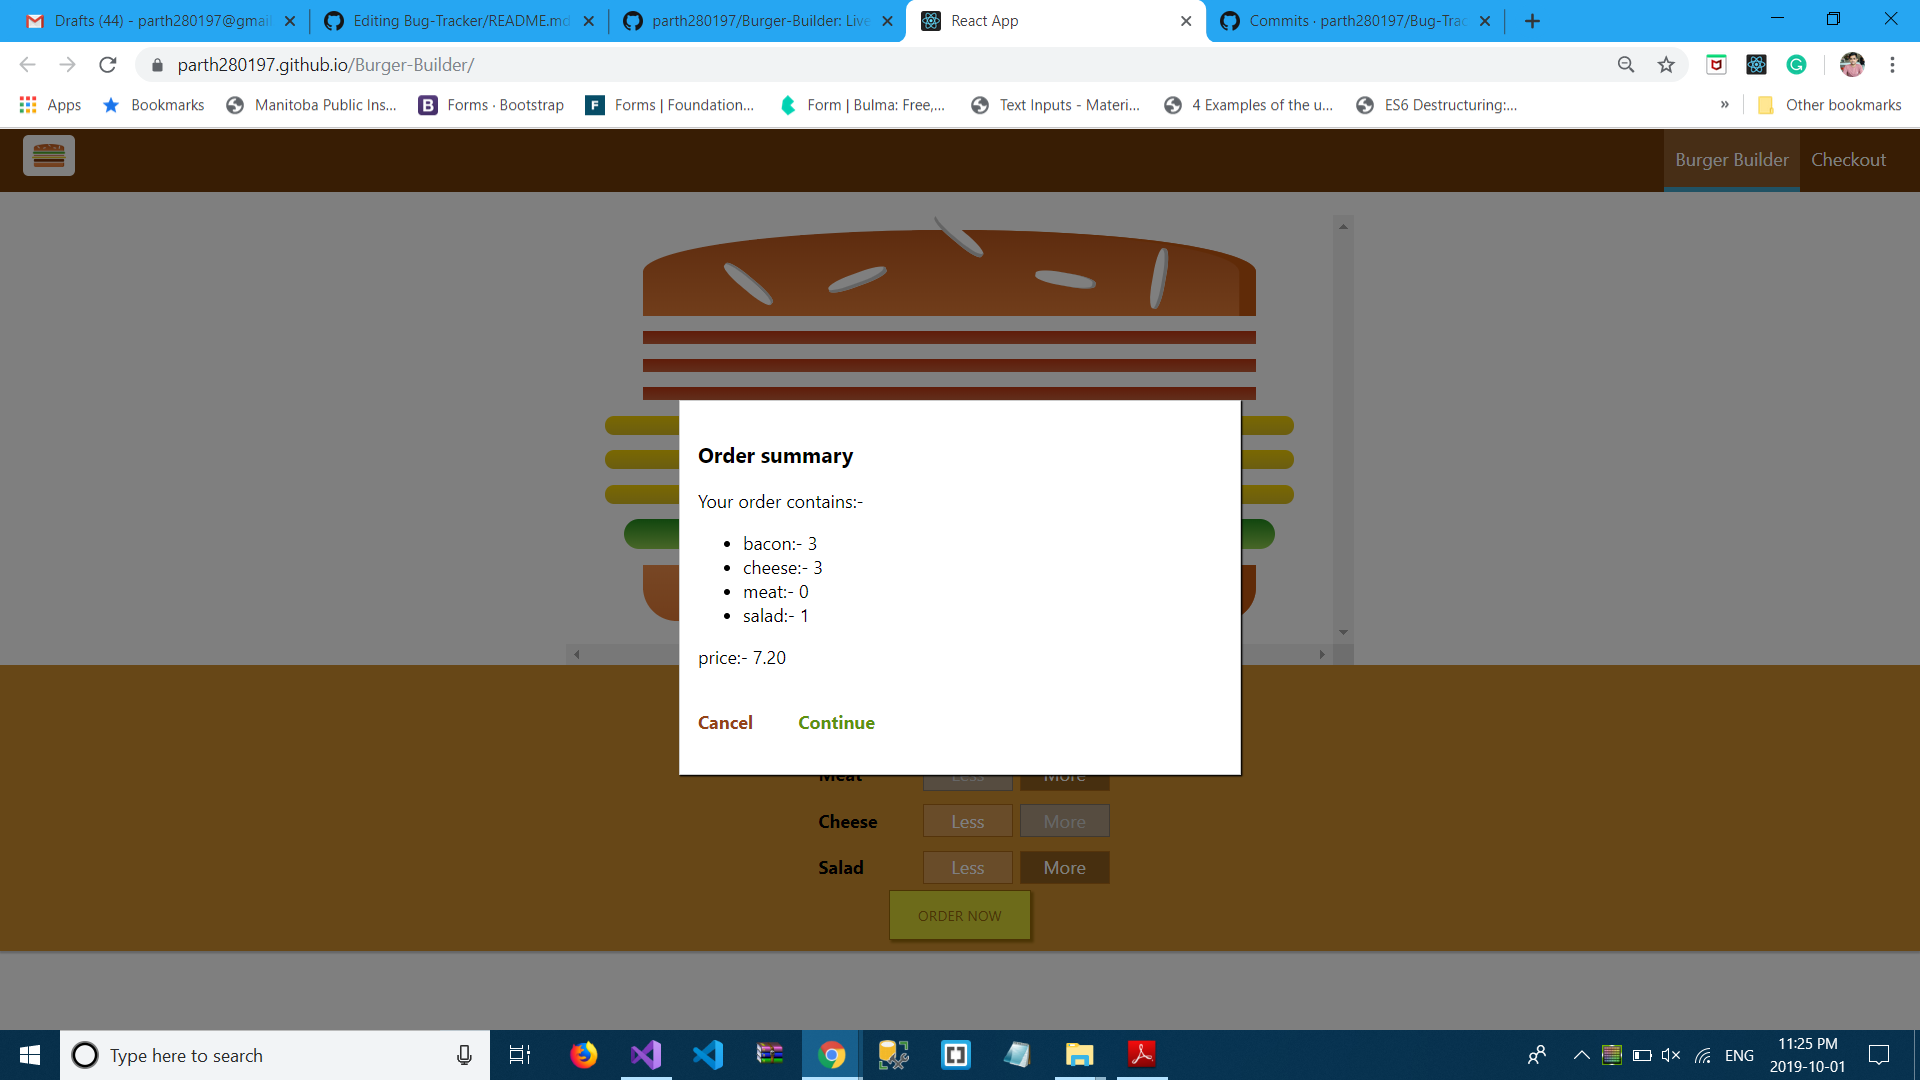 Drafts (44) - parth280197@gmai
Editing Bug-Tracker/README.md
parth280197/Burger-Builder: Live
React App
Commits · parth280197/Bug-Trac
parth280197.github.io/Burger-Builder/
Apps
Bookmarks
Manitoba Public Ins...
Forms · Bootstrap
Forms | Foundation...
Form | Bulma: Free,...
Text Inputs - Materi...
4 Examples of the u...
ES6 Destructuring:...
»
Other bookmarks
Burger Builder
Checkout
Order summary
Your order contains:-
• bacon:- 3
• cheese:- 3
• meat:- 0
• salad:- 1
price:- 7.20
Cancel
Continue
Meat Less More
Cheese Less More
Salad Less More
ORDER NOW
Type here to search
ENG
11:25 PM
2019-10-01